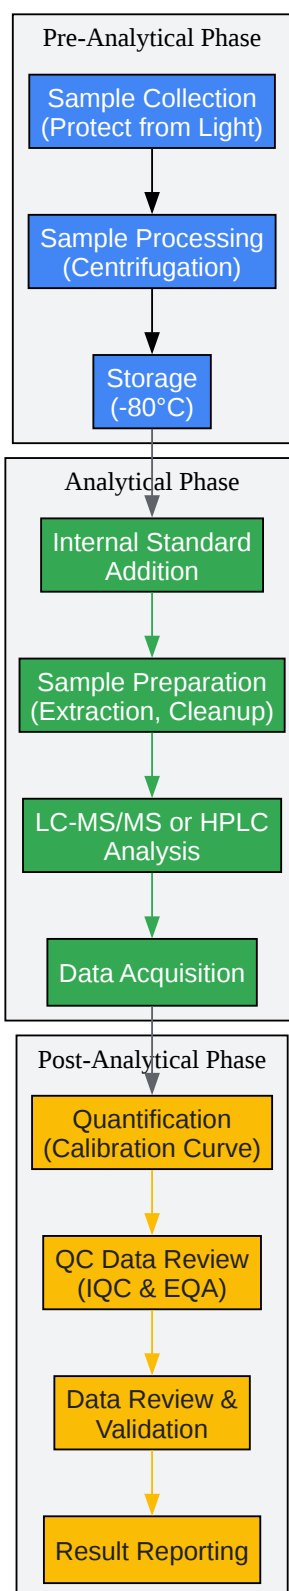 Pre-Analytical Phase
Sample Collection
(Protect from Light)
Sample Processing
(Centrifugation)
Storage
(-80°C)
Analytical Phase
Internal Standard
Addition
Sample Preparation
(Extraction, Cleanup)
LC-MS/MS or HPLC
Analysis
Data Acquisition
Post-Analytical Phase
Quantification
(Calibration Curve)
QC Data Review
(IQC & EQA)
Data Review &
Validation
Result Reporting